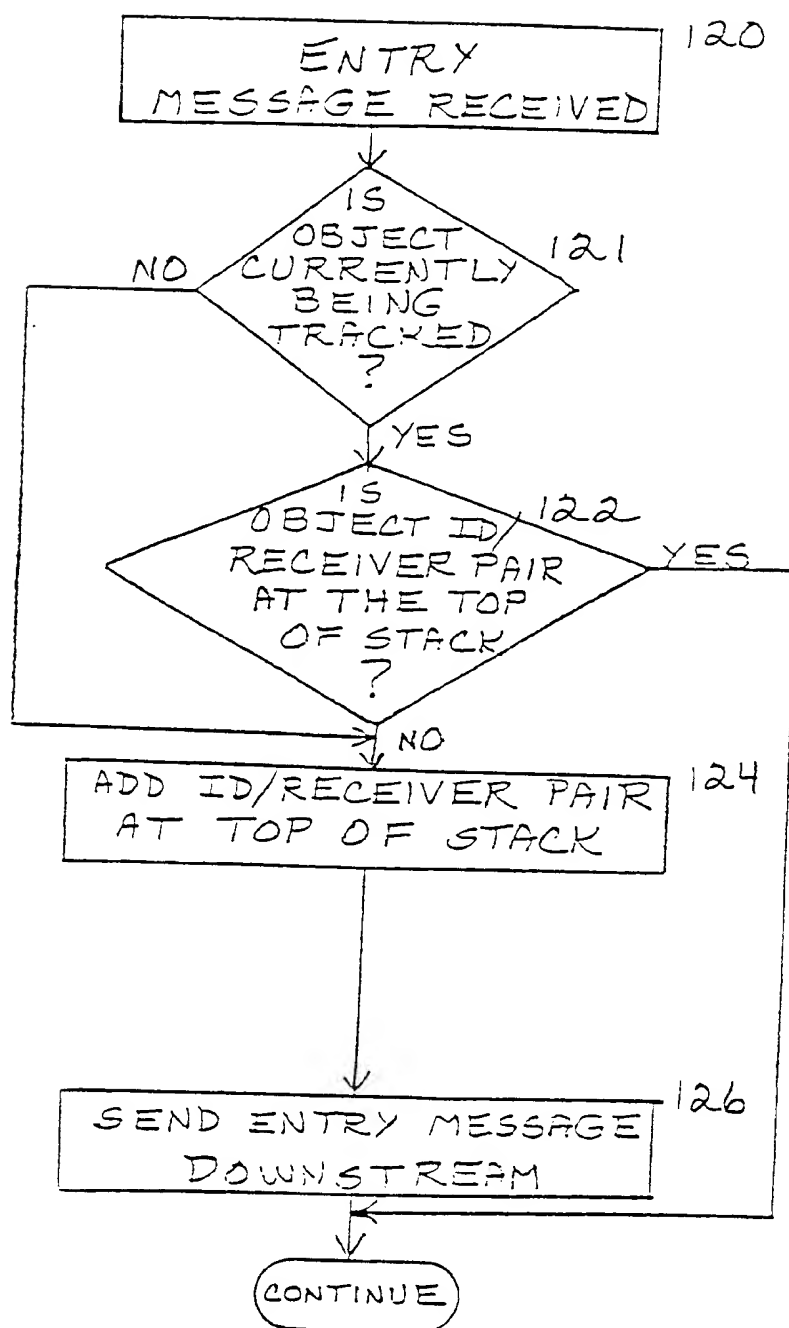 120
ENTRY
MESSAGE RECEIVED
IS
OBJECT
CURRENTLY
BEING
TRACKED
?
121
NO
YES
IS
OBJECT ID
RECEIVER PAIR
AT THE TOP
OF STACK
?
122
YES
NO
ADD ID/RECEIVER PAIR
AT TOP OF STACK
124
SEND ENTRY MESSAGE
DOWNSTREAM
126
CONTINUE